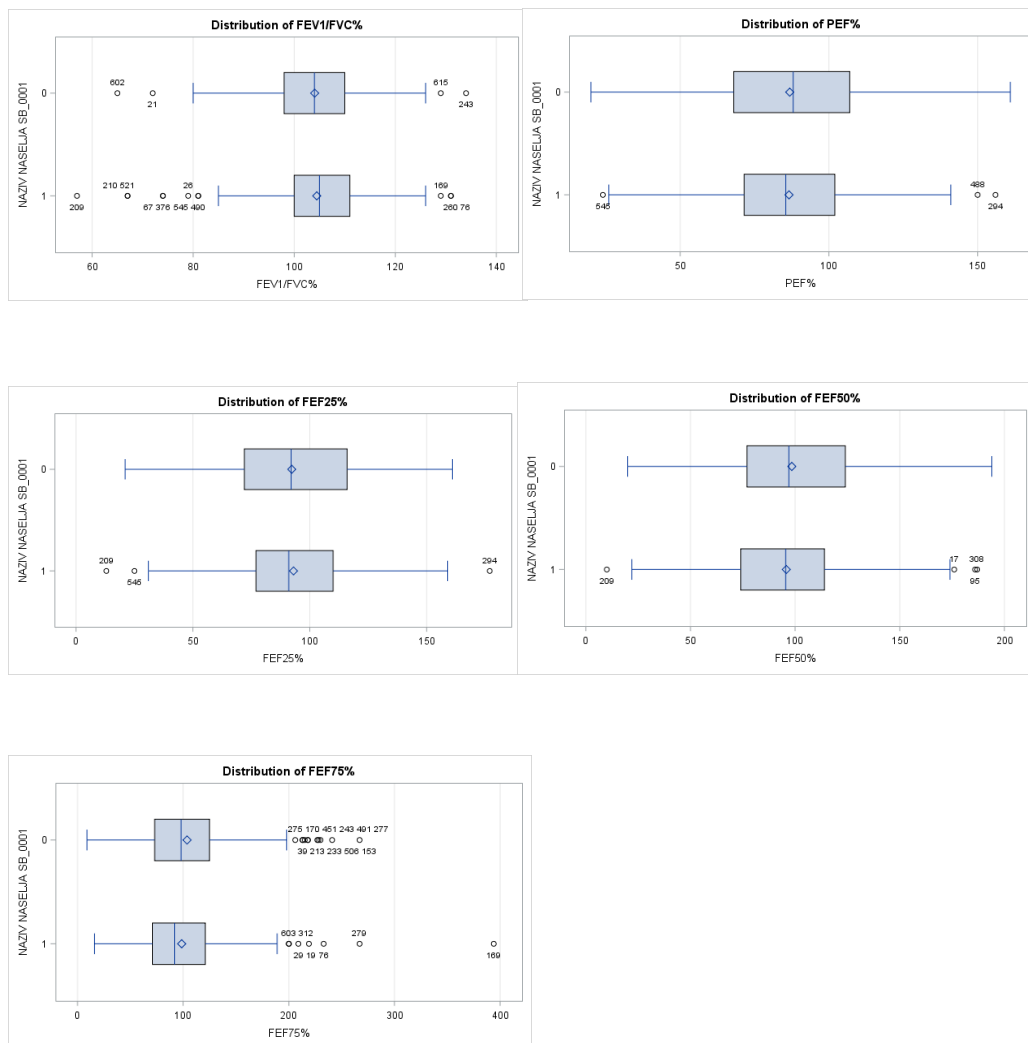 Distribution of FEV1/FVC%
NAZIV NASELJA SB_0001
0
602
21
615
243
1
210 521
26
169
209
67 376 545 490
260 76
60
80
100
120
140
FEV1/FVC%
Distribution of PEF%
NAZIV NASELJA SB_0001
0
1
545
488
294
50
100
150
PEF%
Distribution of FEF25%
NAZIV NASELJA SB_0001
0
1
209
546
294
0
50
100
150
FEF25%
Distribution of FEF50%
NAZIV NASELJA SB_0001
0
1
209
17
308
95
0
50
100
150
200
FEF50%
Distribution of FEF75%
NAZIV NASELJA SB_0001
0
275 170 451 243 491 277
39 213 233 506 153
1
603 312
279
29 19 76
169
0
100
200
300
400
FEF75%